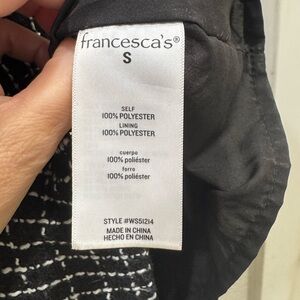 francesca's®
S
SELF
100% POLYESTER
LINING
100% POLYESTER
cuerpo
100% poliéster
forro
100% poliéster
STYLE #WS51214
MADE IN CHINA
HECHO EN CHINA